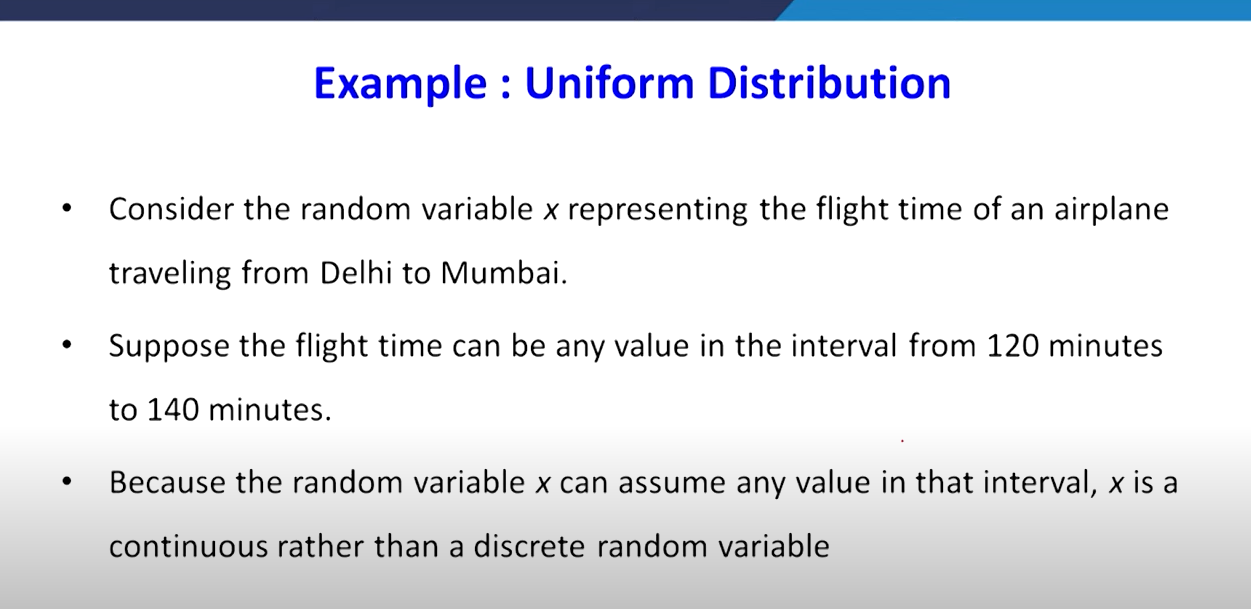 Example : Uniform Distribution
• Consider the random variable x representing the flight time of an airplane
traveling from Delhi to Mumbai.
• Suppose the flight time can be any value in the interval from 120 minutes
to 140 minutes.
• Because the random variable x can assume any value in that interval, x is a
continuous rather than a discrete random variable